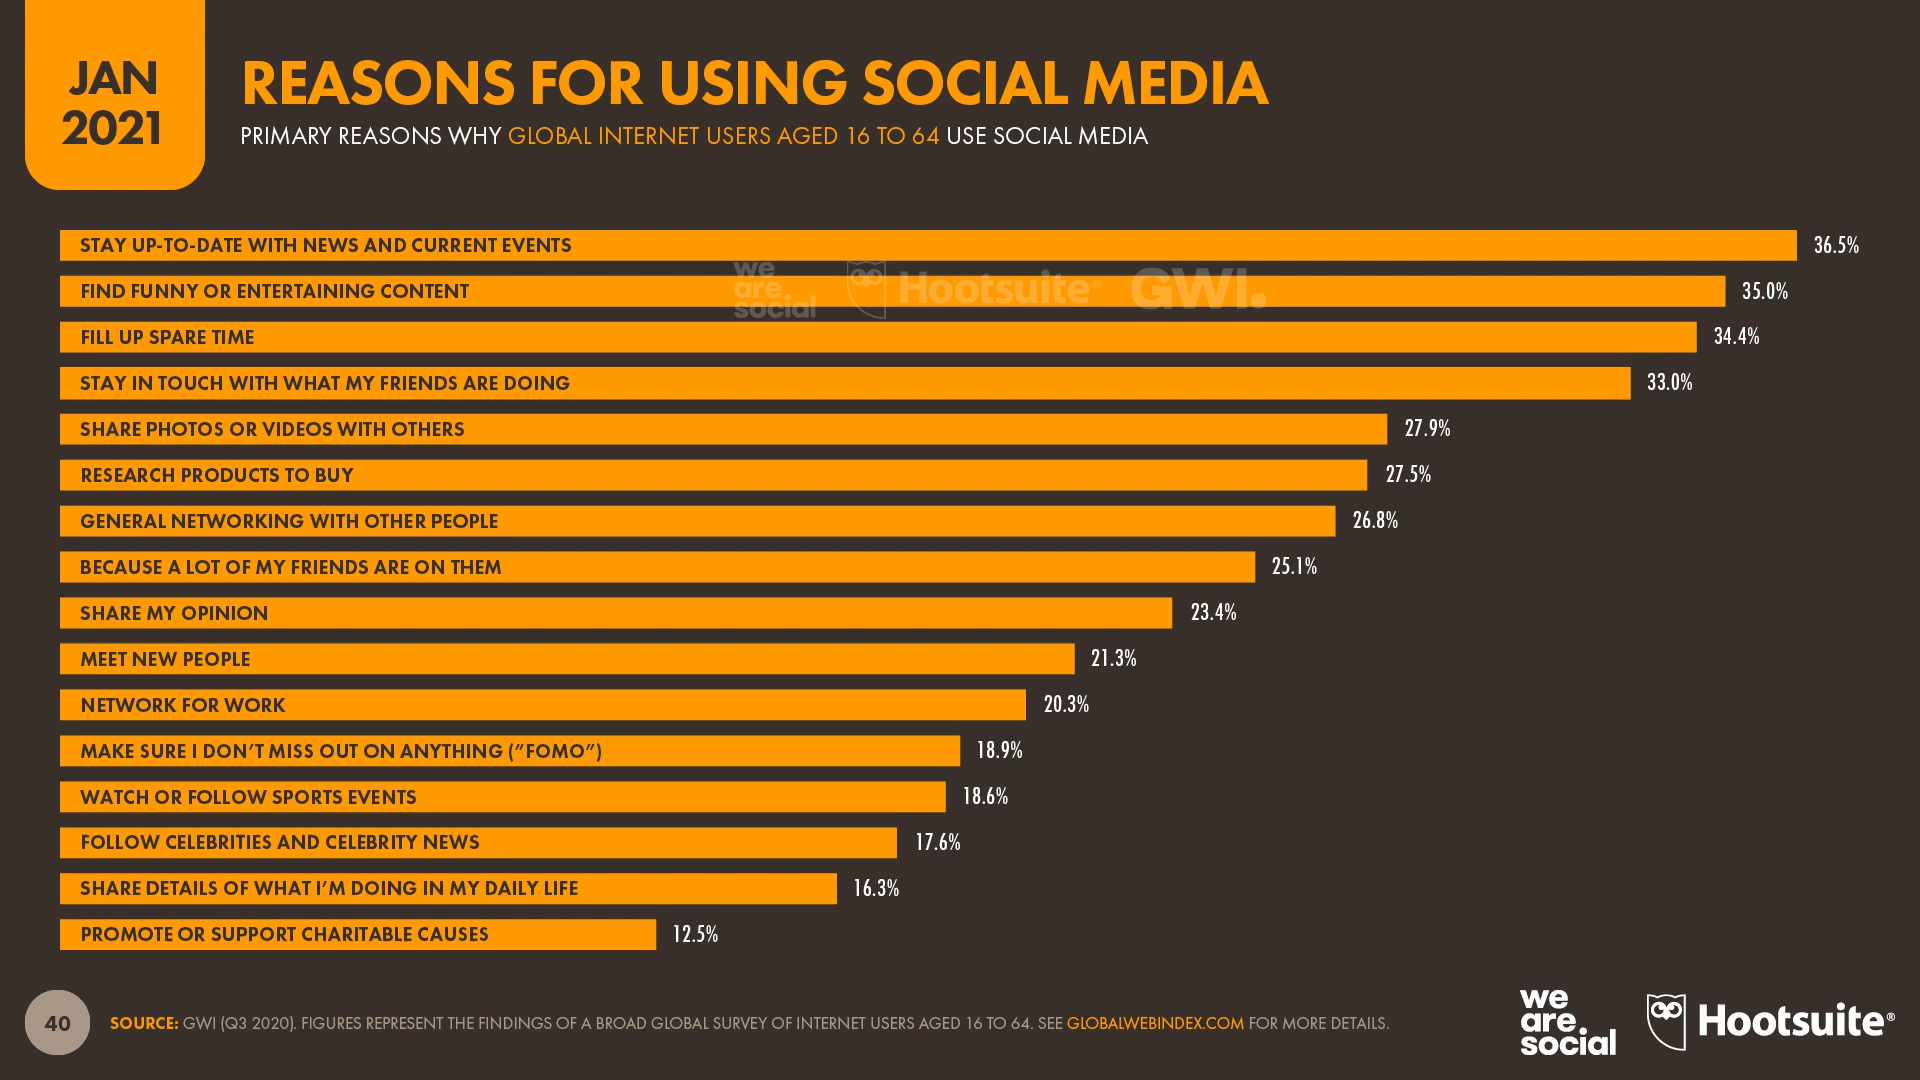 JAN
2021
REASONS FOR USING SOCIAL MEDIA
PRIMARY REASONS WHY GLOBAL INTERNET USERS AGED 16 TO 64 USE SOCIAL MEDIA
STAY UP-TO-DATE WITH NEWS AND CURRENT EVENTS 36.5%
we
are
social
Hootsuite®
GWI.
FIND FUNNY OR ENTERTAINING CONTENT 35.0%
FILL UP SPARE TIME 34.4%
STAY IN TOUCH WITH WHAT MY FRIENDS ARE DOING 33.0%
SHARE PHOTOS OR VIDEOS WITH OTHERS 27.9%
RESEARCH PRODUCTS TO BUY 27.5%
GENERAL NETWORKING WITH OTHER PEOPLE 26.8%
BECAUSE A LOT OF MY FRIENDS ARE ON THEM 25.1%
SHARE MY OPINION 23.4%
MEET NEW PEOPLE 21.3%
NETWORK FOR WORK 20.3%
MAKE SURE I DON’T MISS OUT ON ANYTHING (”FOMO”) 18.9%
WATCH OR FOLLOW SPORTS EVENTS 18.6%
FOLLOW CELEBRITIES AND CELEBRITY NEWS 17.6%
SHARE DETAILS OF WHAT I’M DOING IN MY DAILY LIFE 16.3%
PROMOTE OR SUPPORT CHARITABLE CAUSES 12.5%
40
SOURCE: GWI (Q3 2020). FIGURES REPRESENT THE FINDINGS OF A BROAD GLOBAL SURVEY OF INTERNET USERS AGED 16 TO 64. SEE GLOBALWEBINDEX.COM FOR MORE DETAILS.
we
are
social
Hootsuite®